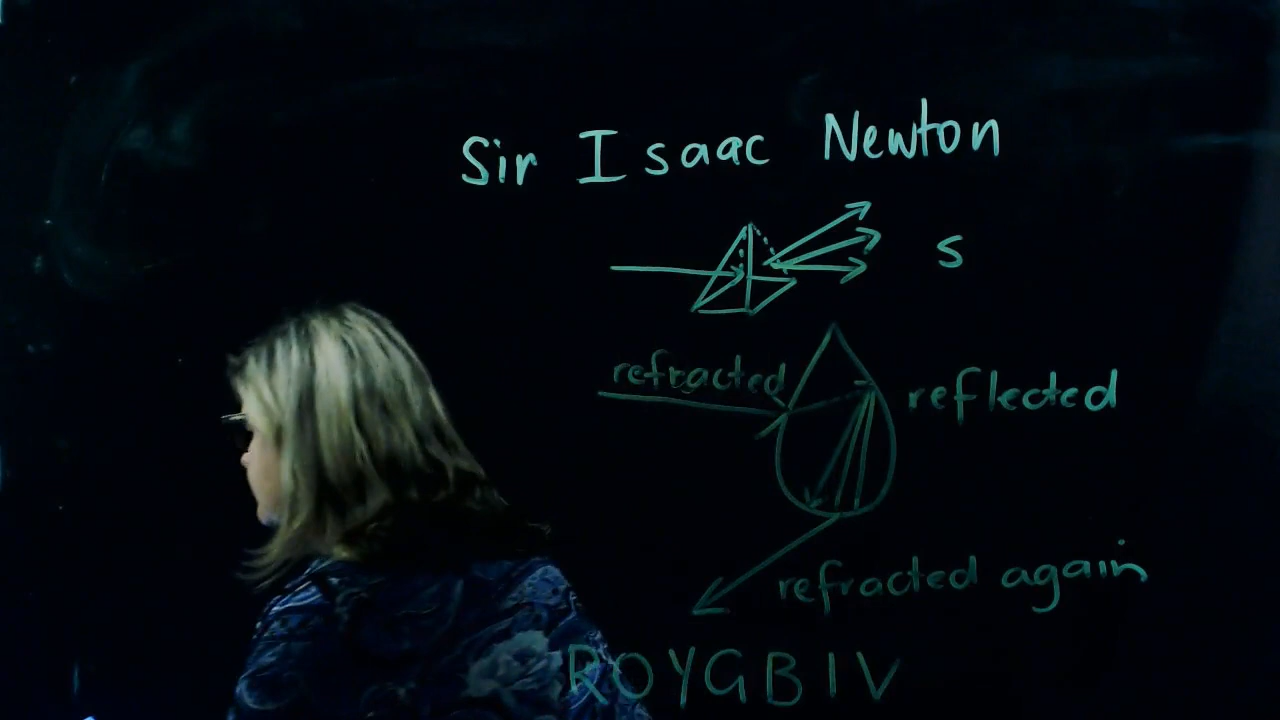 Sir Isaac Newton
s
refracted
reflected
refracted again
ROYGBIV